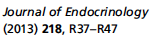 Journal of Endocrinology
(2013) 218, R37–R47